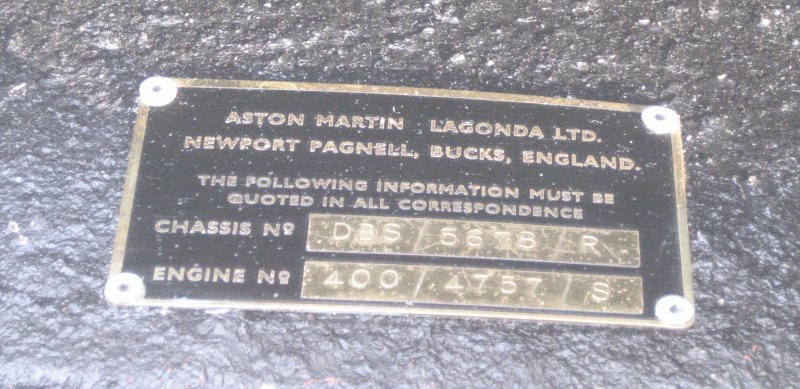 ASTON MARTIN LAGONDA LTD.
NEWPORT PAGNELL, BUCKS, ENGLAND.
THE FOLLOWING INFORMATION MUST BE
QUOTED IN ALL CORRESPONDENCE
CHASSIS Nº DBS/5678/R
ENGINE Nº 400/4757/S